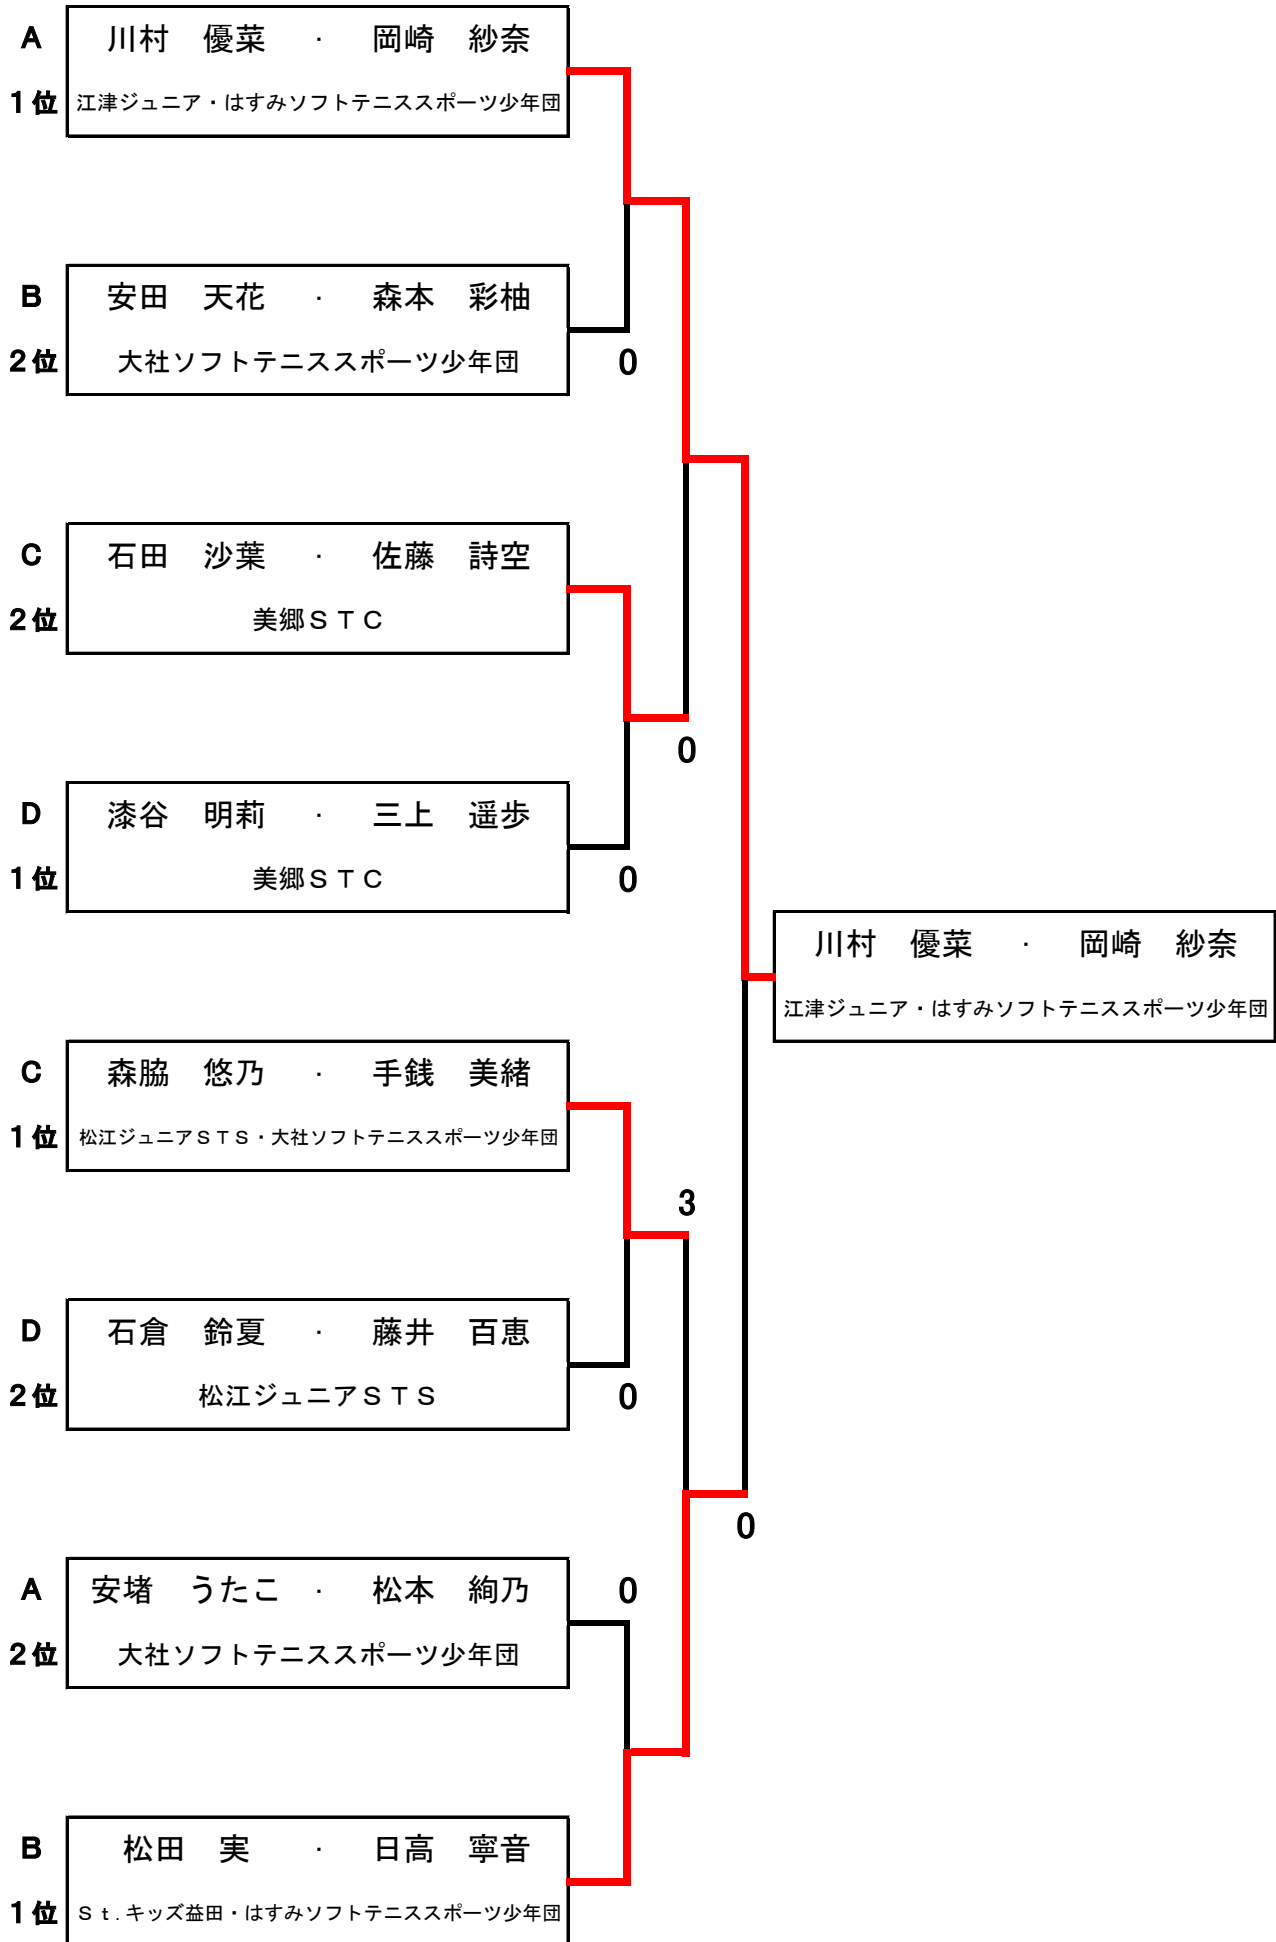 A
川村　優菜　・　岡崎　紗奈
1位
江津ジュニア・はすみソフトテニススポーツ少年団
B
安田　天花　・　森本　彩柚
2位
大社ソフトテニススポーツ少年団
0
C
石田　沙葉　・　佐藤　詩空
2位
美郷ＳＴＣ
0
D
漆谷　明莉　・　三上　遥歩
1位
美郷ＳＴＣ
0
川村　優菜　・　岡崎　紗奈
江津ジュニア・はすみソフトテニススポーツ少年団
C
森脇　悠乃　・　手銭　美緒
1位
松江ジュニアＳＴＳ・大社ソフトテニススポーツ少年団
3
D
石倉　鈴夏　・　藤井　百恵
2位
松江ジュニアＳＴＳ
0
0
A
安堵　うたこ　・　松本　絢乃
0
2位
大社ソフトテニススポーツ少年団
B
松田　実　・　日高　寧音
1位
Ｓｔ．キッズ益田・はすみソフトテニススポーツ少年団